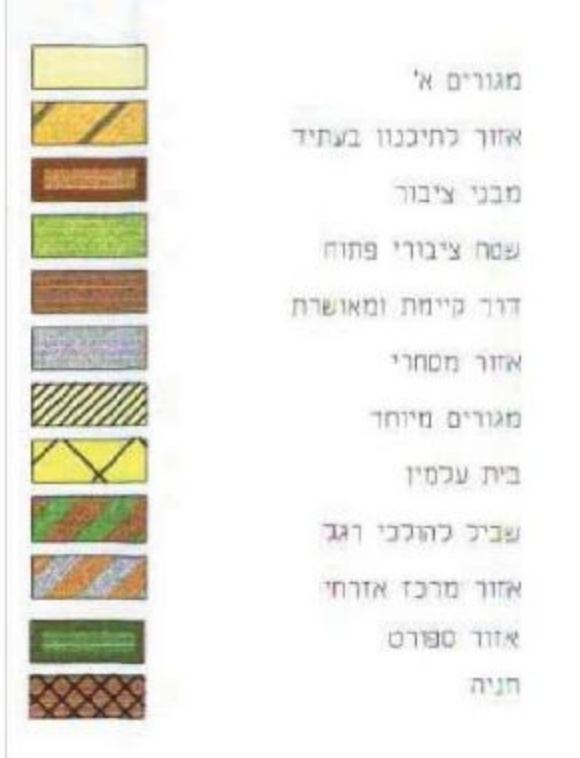 מגורים א'
אזור לתיכנון בעתיד
מבני ציבור
שטח ציבורי פתוח
דרך קיימת ומאושרת
אזור מסחרי
מגורים מיוחד
בית עלמין
שביל להולכי רגל
אזור מרכז אזרחי
אזור ספורט
חניה